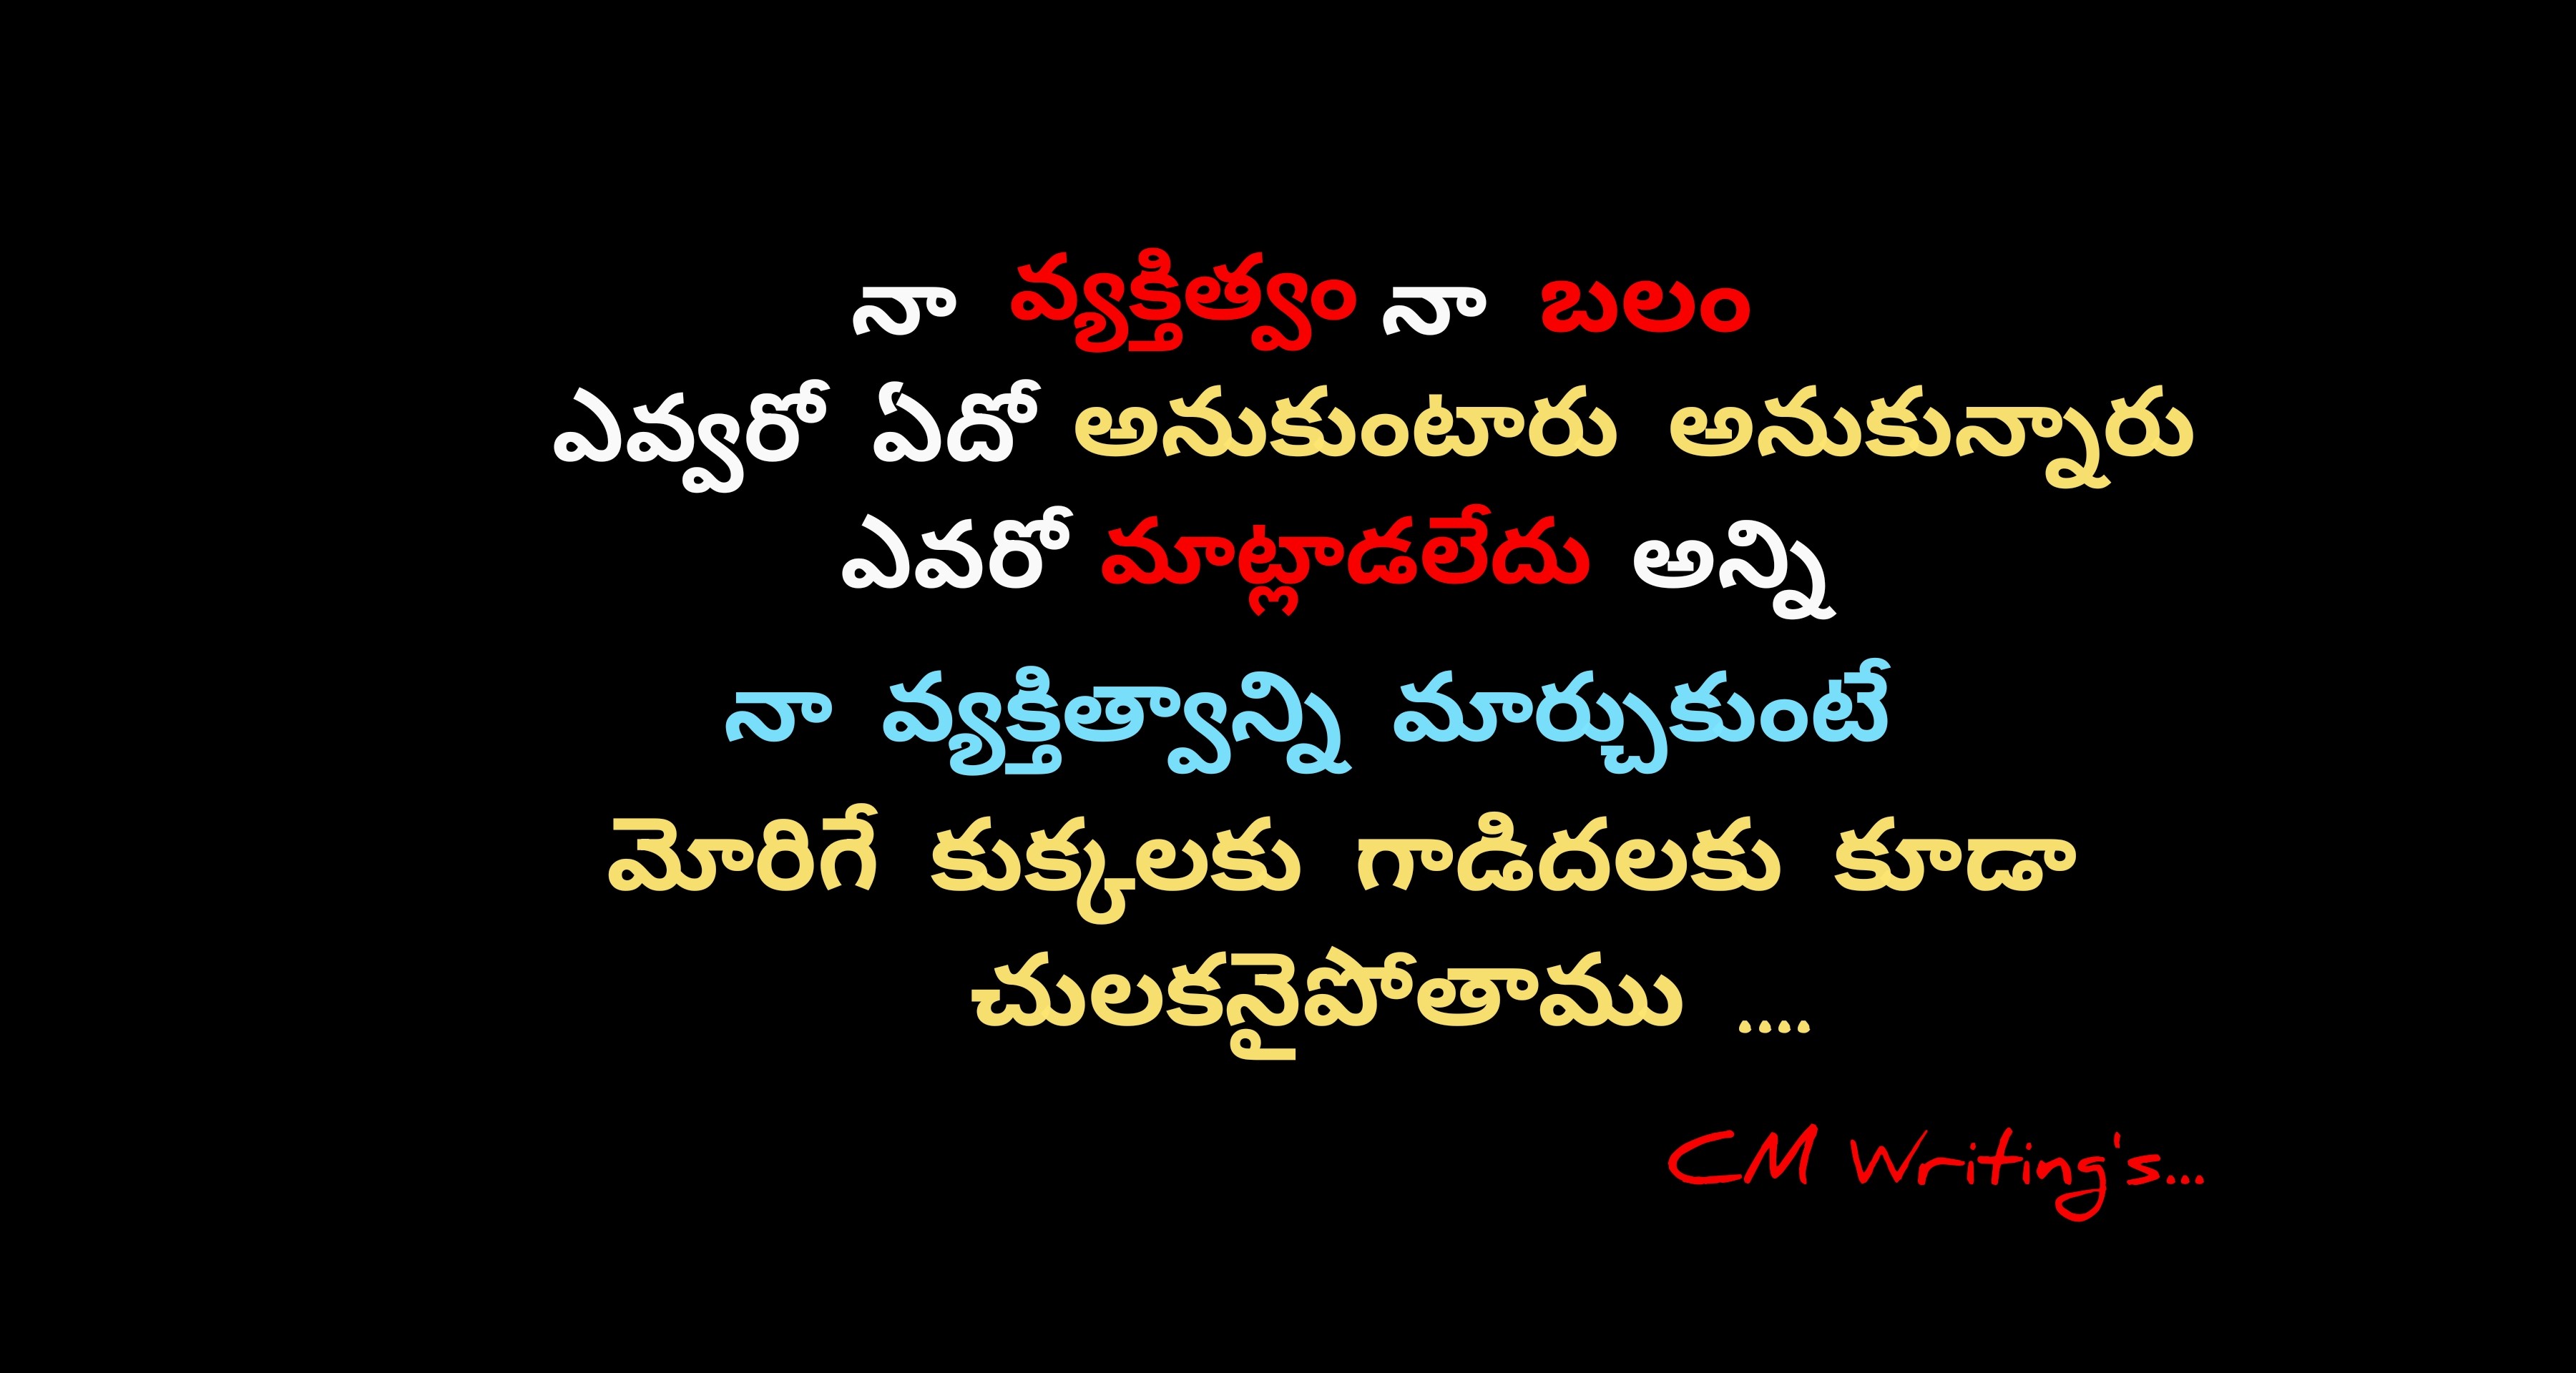 నా వ్యక్తిత్వం నా బలం
ఎవ్వరో ఏదో అనుకుంటారు అనుకున్నారు
ఎవరో మాట్లాడలేదు అన్ని
నా వ్యక్తిత్వాన్ని మార్చుకుంటే
మోరిగే కుక్కలకు గాడిదలకు కూడా
చులకనైపోతాము ....
CM Writing's...